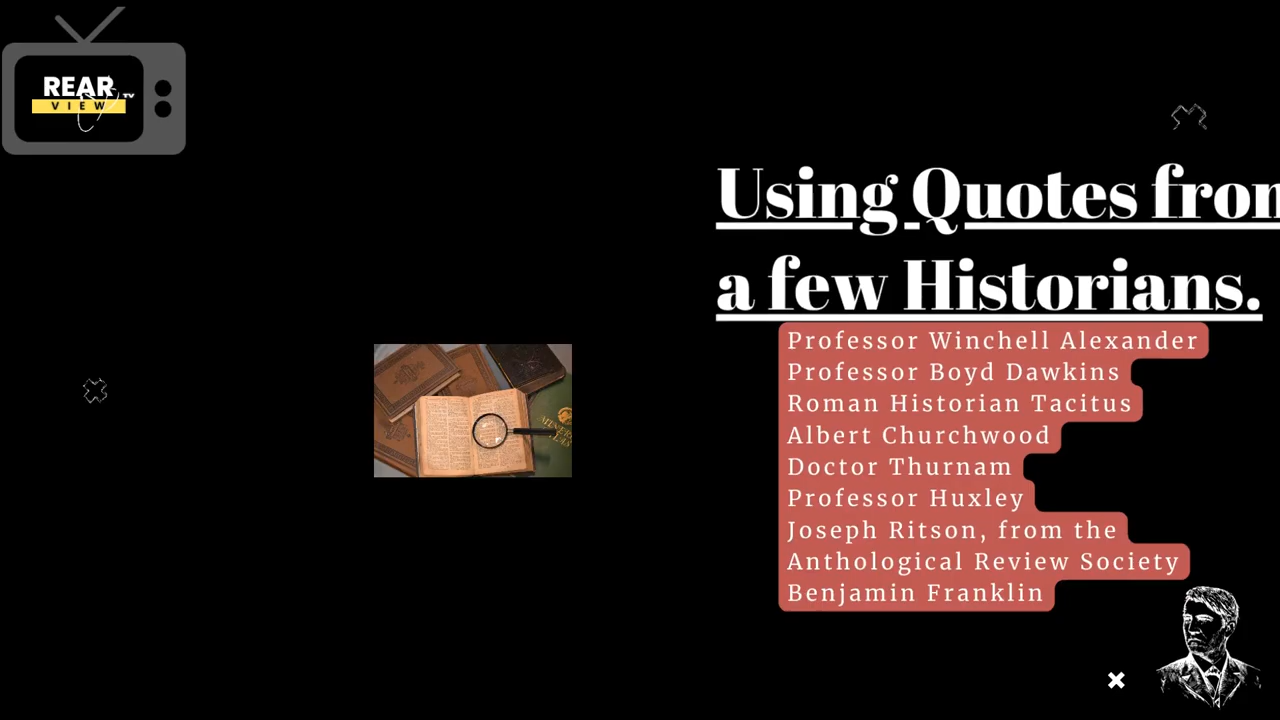 REAR
TV
VIEW
Using Quotes from
a few Historians.
Professor Winchell Alexander
Professor Boyd Dawkins
Roman Historian Tacitus
Albert Churchwood
Doctor Thurnam
Professor Huxley
Joseph Ritson, from the
Anthological Review Society
Benjamin Franklin